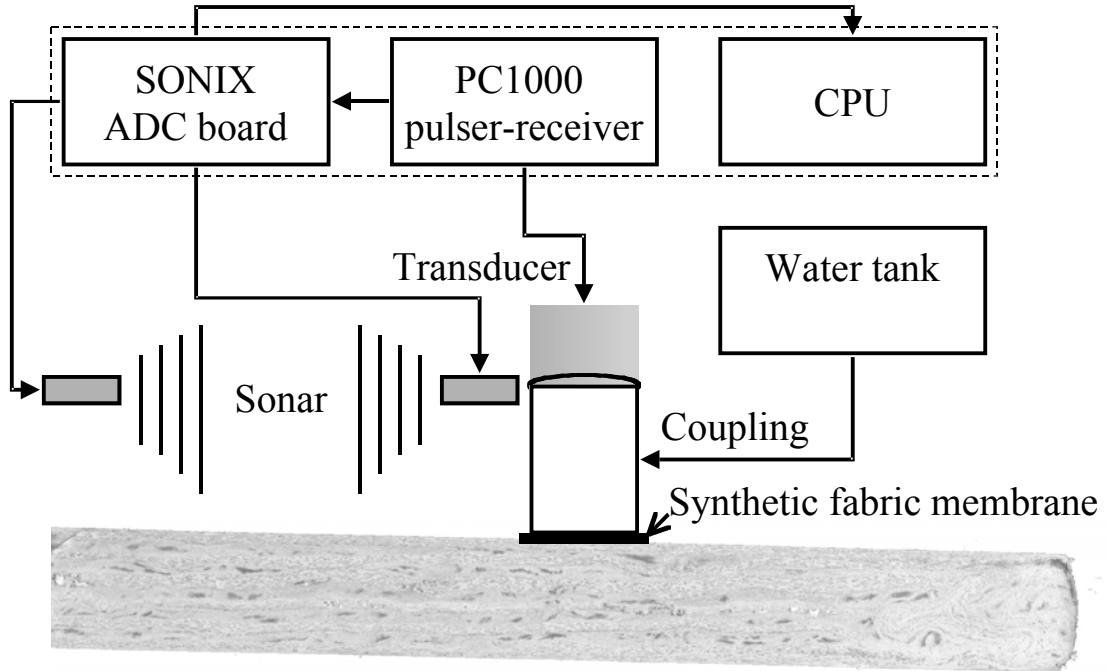 SONIX
ADC board
PC1000
pulser-receiver
CPU
Transducer
Water tank
Sonar
Coupling
Synthetic fabric membrane